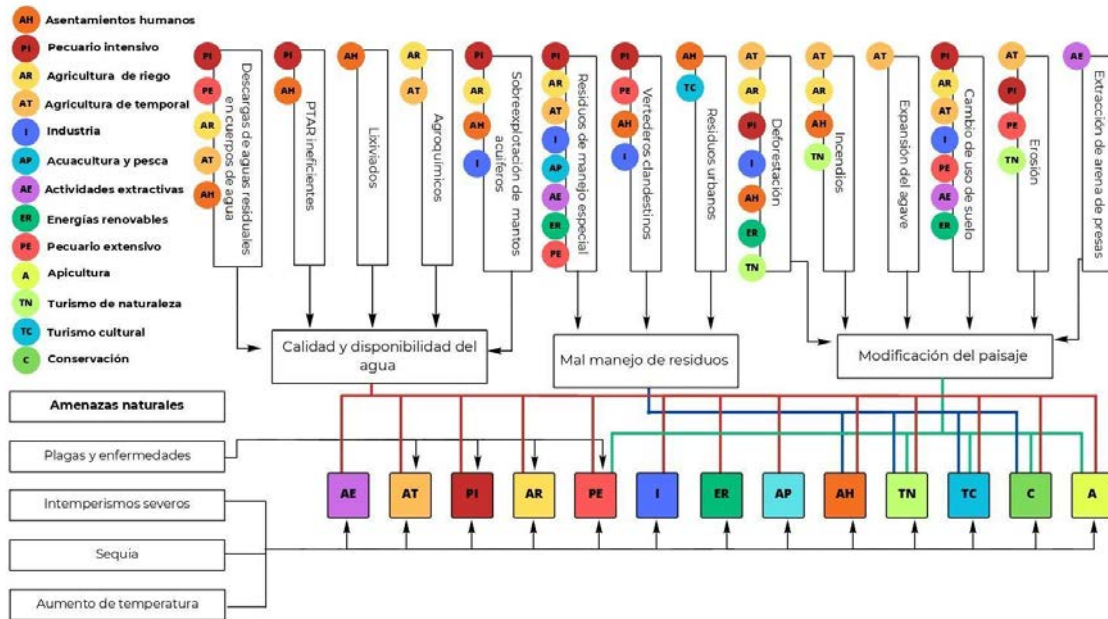 AH Asentamientos humanos
PI Pecuario intensivo
AR Agricultura de riego
AT Agricultura de temporal
I Industria
AP Acuacultura y pesca
AE Actividades extractivas
ER Energías renovables
PE Pecuario extensivo
A Apicultura
TN Turismo de naturaleza
TC Turismo cultural
C Conservación
PI
PE
AR
AT
AH
Descargas de aguas residuales
en cuerpos de agua
PI
AH
PTAR ineficientes
AH
Lixiviados
AR
AT
Agroquímicos
PI
AR
AH
I
Sobreexplotación de mantos
acuíferos
PI
AR
AT
I
AP
AE
ER
PE
Residuos de manejo especial
PI
PE
AH
I
Vertederos clandestinos
AH
TC
Residuos urbanos
AT
AR
PI
I
AH
ER
TN
Deforestación
AT
AR
AH
TN
Incendios
AT
Expansión del agave
PI
AR
AT
I
PE
AE
ER
Cambio de uso de suelo
AT
PI
PE
TN
Erosión
AE
Extracción de arena de
presas
Calidad y disponibilidad del
agua
Mal manejo de residuos
Modificación del paisaje
Amenazas naturales
Plagas y enfermedades
Intemperismos severos
Sequia
Aumento de temperatura
AE AT PI AR PE I ER AP AH TN TC C A